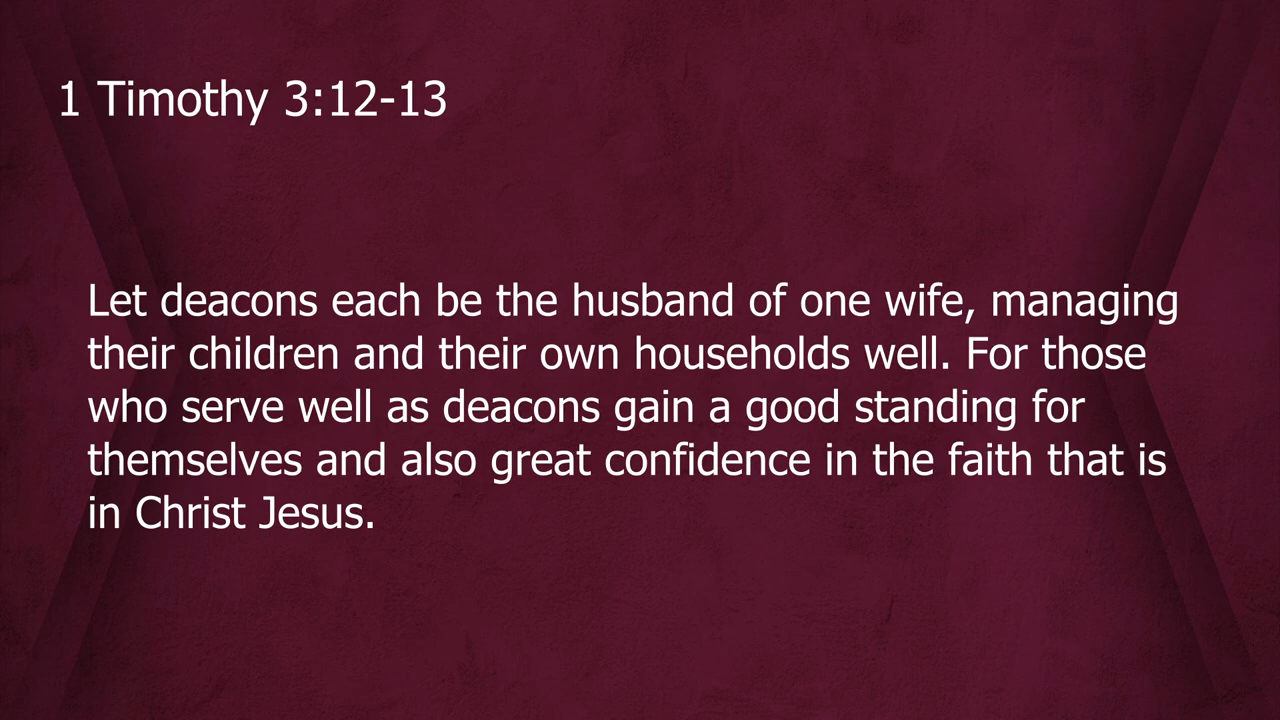 1 Timothy 3:12-13
Let deacons each be the husband of one wife, managing
their children and their own households well. For those
who serve well as deacons gain a good standing for
themselves and also great confidence in the faith that is
in Christ Jesus.